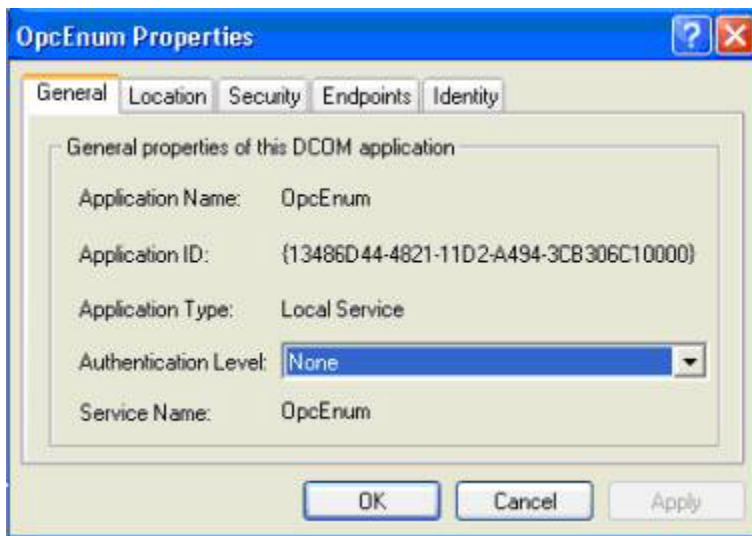 OpcEnum Properties
General Location Security Endpoints Identity
General properties of this DCOM application
Application Name: OpcEnum
Application ID: {13486D44-4821-11D2-A494-3CB306C10000}
Application Type: Local Service
Authentication Level: None
Service Name: OpcEnum
OK Cancel Apply